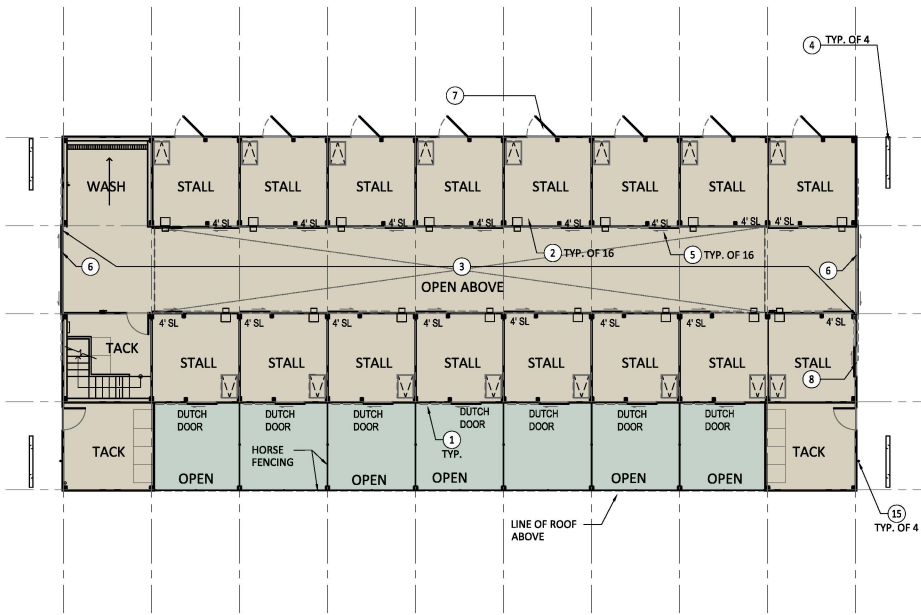 4 TYP. OF 4
7
WASH
STALL STALL STALL STALL STALL STALL STALL STALL
4' SL 4' SL 4' SL 4' SL 4' SL 4' SL 4' SL 4' SL
2 TYP. OF 16
5 TYP. OF 16
6 3 6
OPEN ABOVE
4' SL 4' SL 4' SL 4' SL 4' SL 4' SL 4' SL 4' SL
TACK
STALL STALL STALL STALL STALL STALL STALL STALL
8
DUTCH DUTCH DUTCH DUTCH DUTCH DUTCH DUTCH
DOOR DOOR DOOR DOOR DOOR DOOR DOOR
1
TYP.
TACK
HORSE
FENCING
TACK
OPEN OPEN OPEN OPEN OPEN OPEN
15
TYP. OF 4
LINE OF ROOF
ABOVE